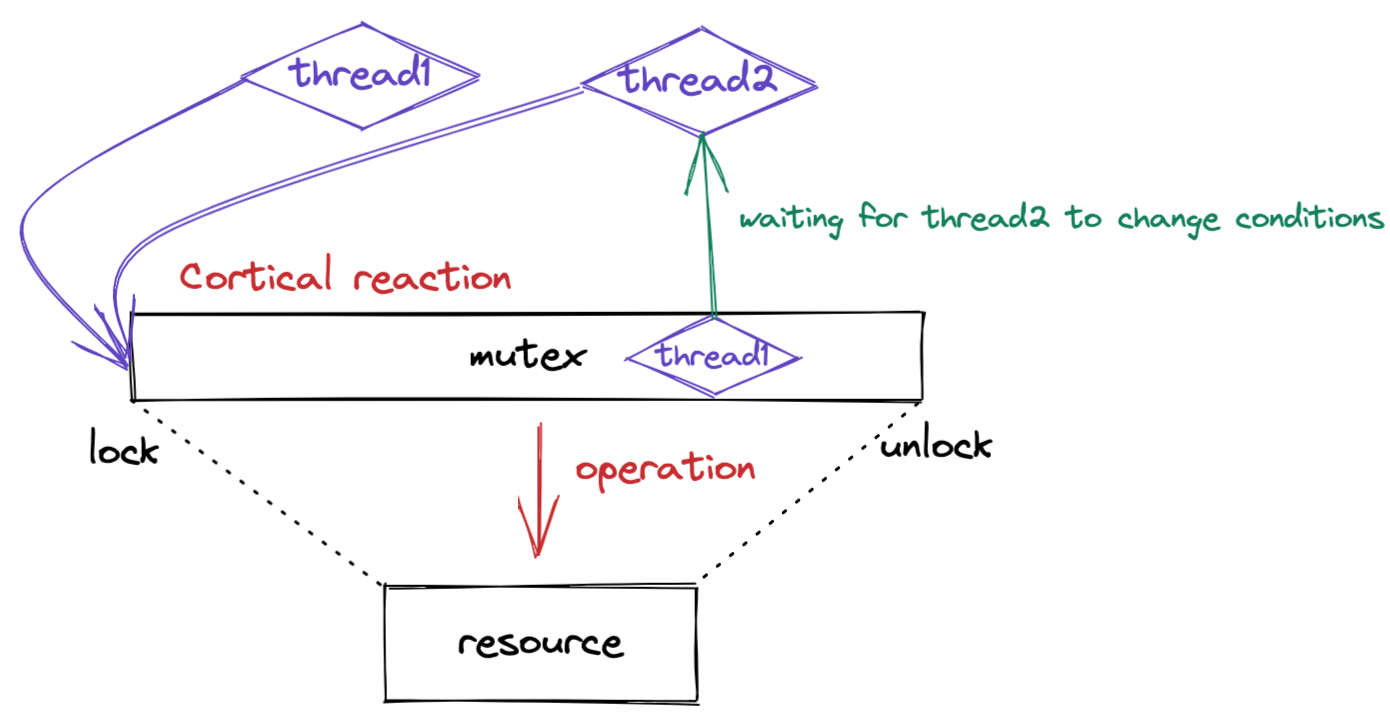 thread1
thread2
waiting for thread2 to change conditions
Cortical reaction
mutex
thread1
lock
unlock
operation
resource